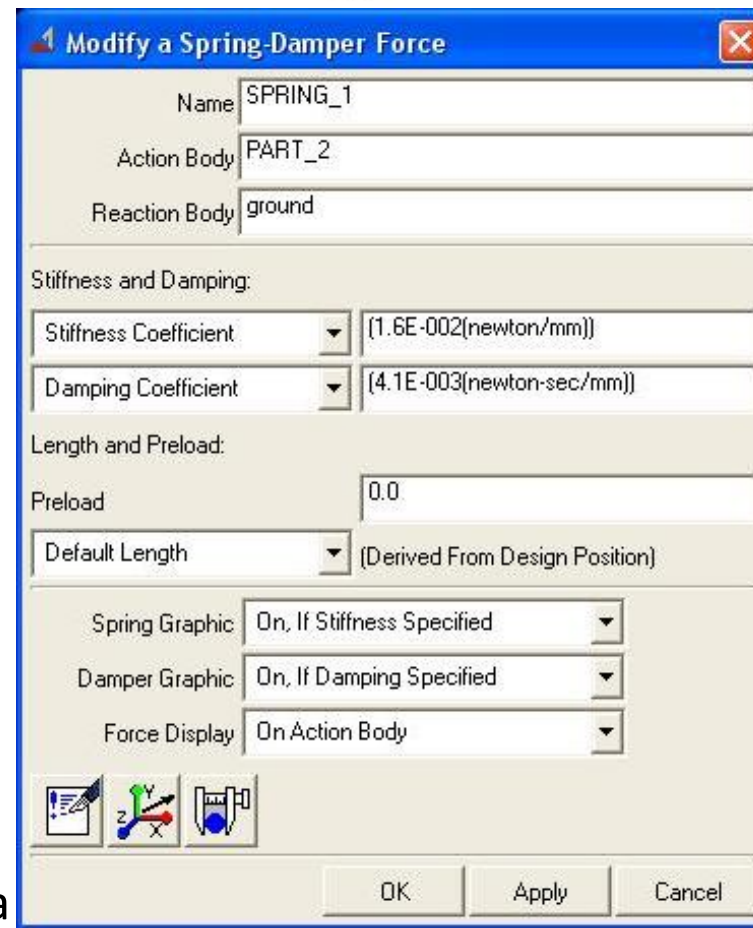 Modify a Spring-Damper Force
Name SPRING_1
Action Body PART_2
Reaction Body ground
Stiffness and Damping:
Stiffness Coefficient (1.6E-002(newton/mm))
Damping Coefficient (4.1E-003(newton-sec/mm))
Length and Preload:
Preload 0.0
Default Length (Derived From Design Position)
Spring Graphic On, If Stiffness Specified
Damper Graphic On, If Damping Specified
Force Display On Action Body
Z Y X
a OK Apply Cancel